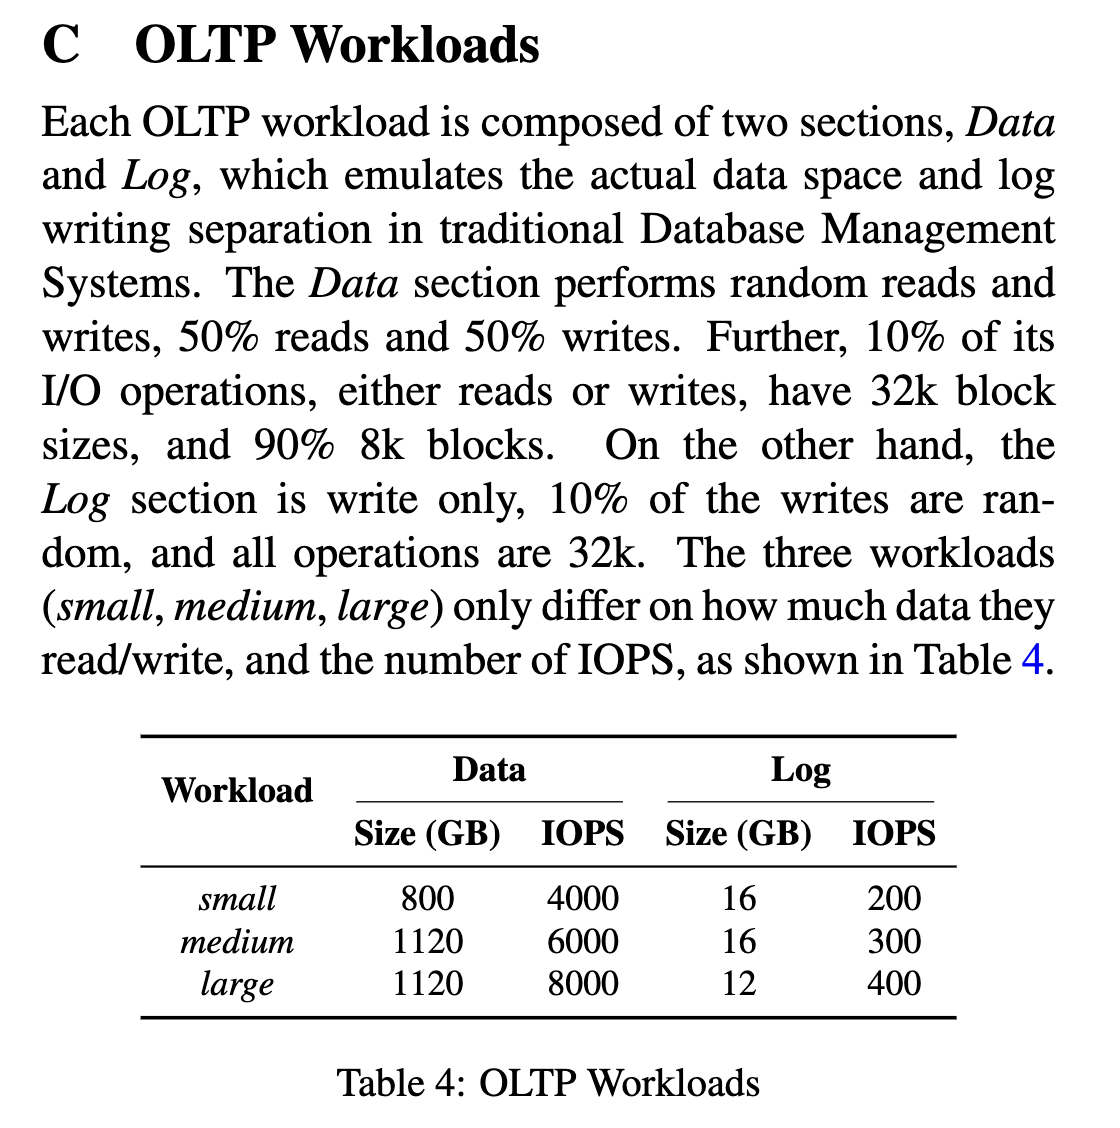 C OLTP Workloads
Each OLTP workload is composed of two sections, Data
and Log, which emulates the actual data space and log
writing separation in traditional Database Management
Systems. The Data section performs random reads and
writes, 50% reads and 50% writes. Further, 10% of its
I/O operations, either reads or writes, have 32k block
sizes, and 90% 8k blocks. On the other hand, the
Log section is write only, 10% of the writes are ran-
dom, and all operations are 32k. The three workloads
(small, medium, large) only differ on how much data they
read/write, and the number of IOPS, as shown in Table 4.
Workload Data Log
Size (GB) IOPS Size (GB) IOPS
small 800 4000 16 200
medium 1120 6000 16 300
large 1120 8000 12 400
Table 4: OLTP Workloads